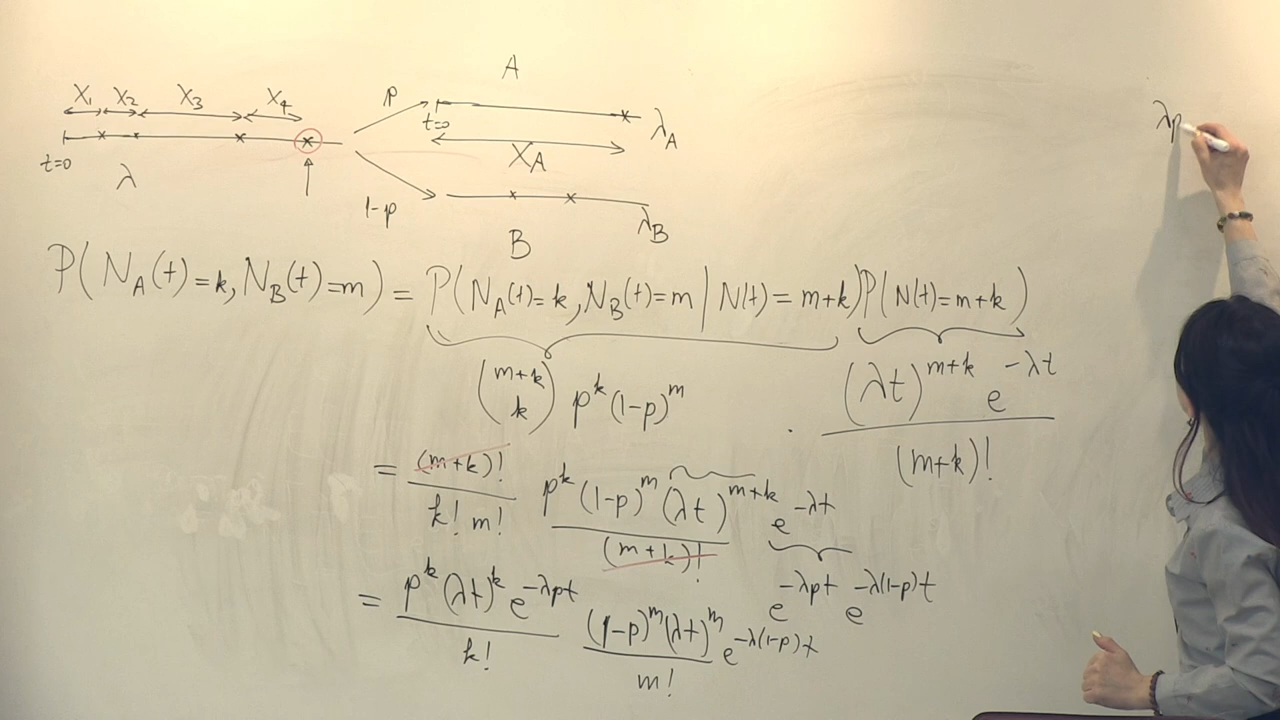 A
X₁ X₂ X₃ X₄ p
t=0 λ_A
t=0 X_A
λ 1-p λ_B
B
P(N_A(t)=k, N_B(t)=m) = P(N_A(t)=k, N_B(t)=m | N(t)=m+k) P(N(t)=m+k)
(m+k choose k) p^k (1-p)^m · (λt)^{m+k} e^{-λt} / (m+k)!
= (m+k)! / (k! m!) p^k (1-p)^m (λt)^{m+k} / (m+k)! e^{-λt}
e^{-λpt} e^{-λ(1-p)t}
= p^k (λt)^k e^{-λpt} / k! (1-p)^m (λt)^m / m! e^{-λ(1-p)t}
λp